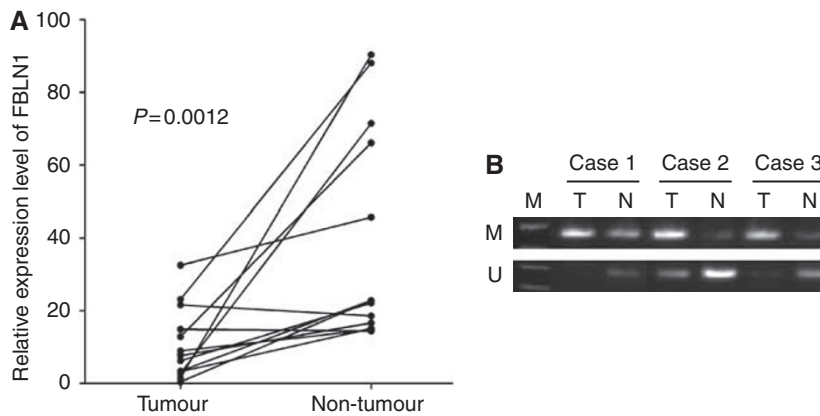 A
Relative expression level of FBLN1
100
80
60
40
20
0
P=0.0012
Tumour
Non-tumour
B
Case 1
Case 2
Case 3
M
T
N
T
N
T
N
M
U